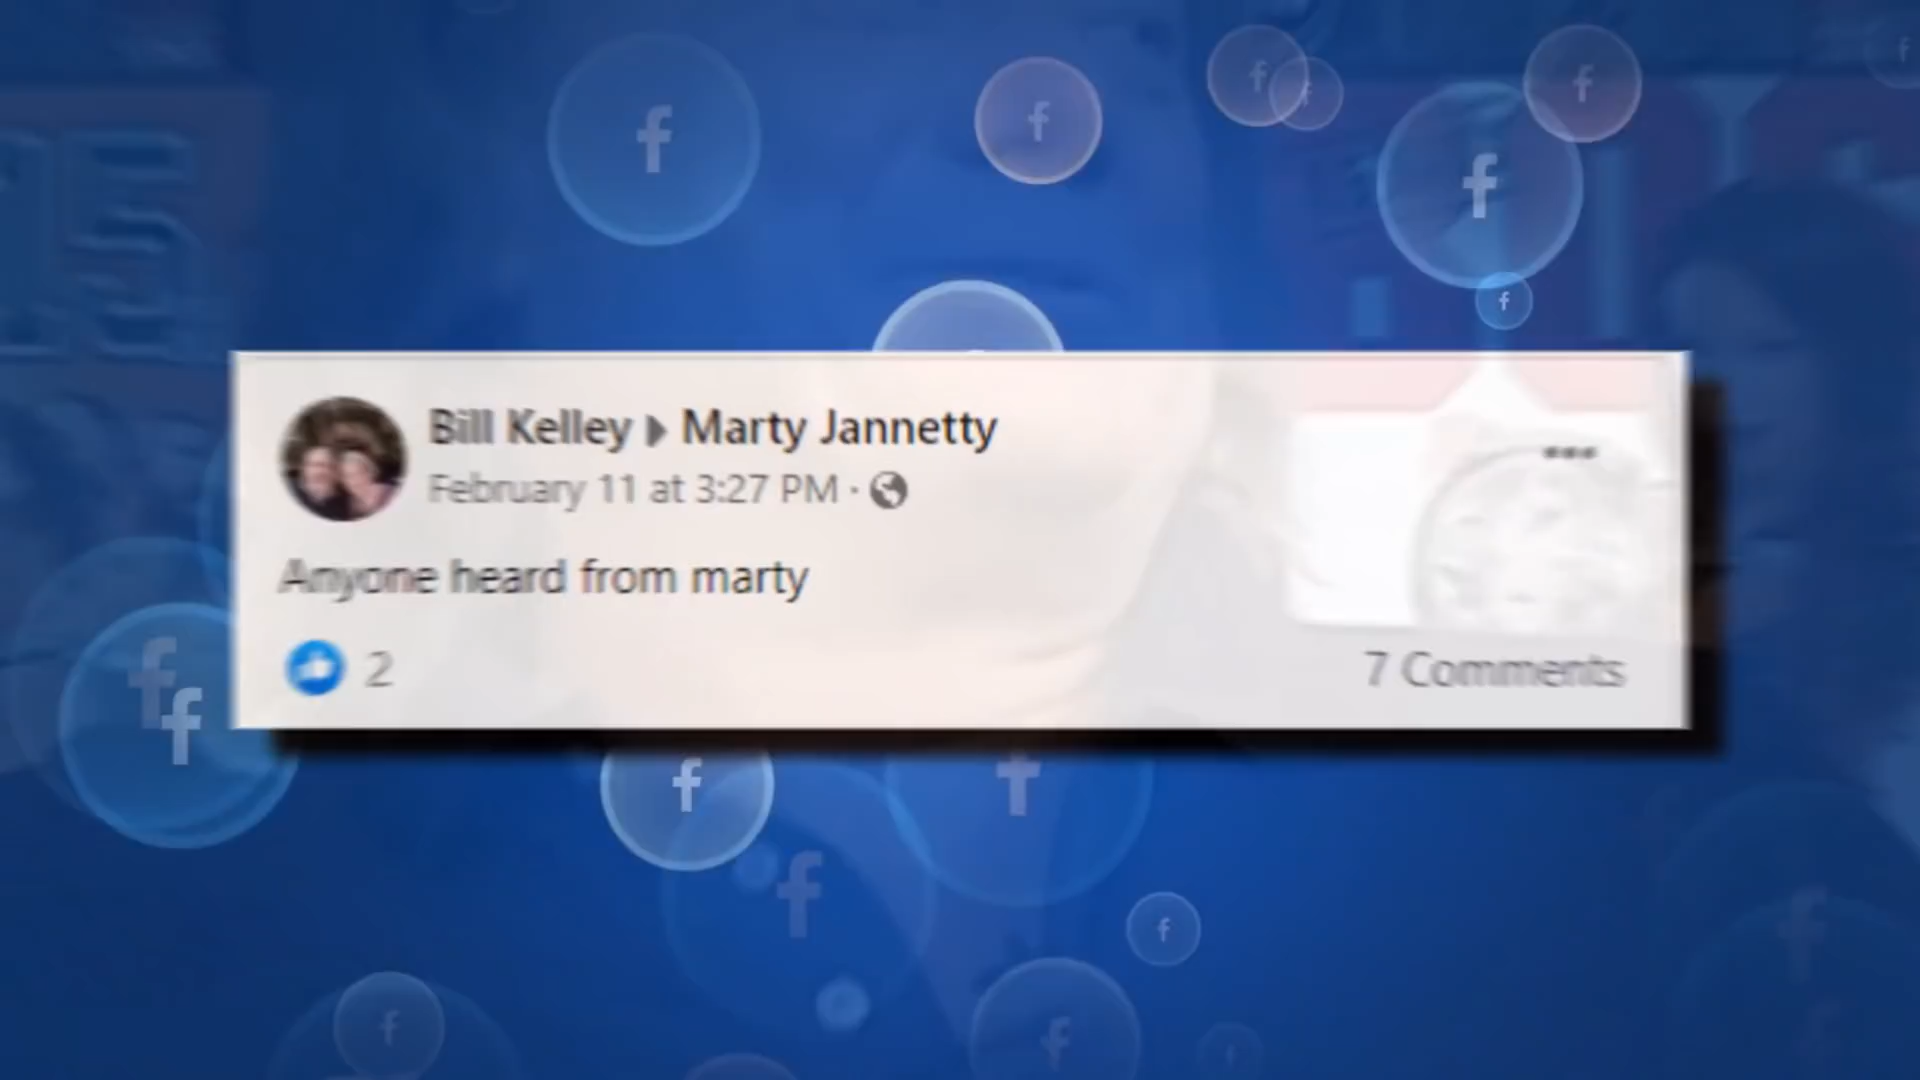 Bill Kelley ▶ Marty Jannetty
February 11 at 3:27 PM ·
Anyone heard from marty
2
7 Comments